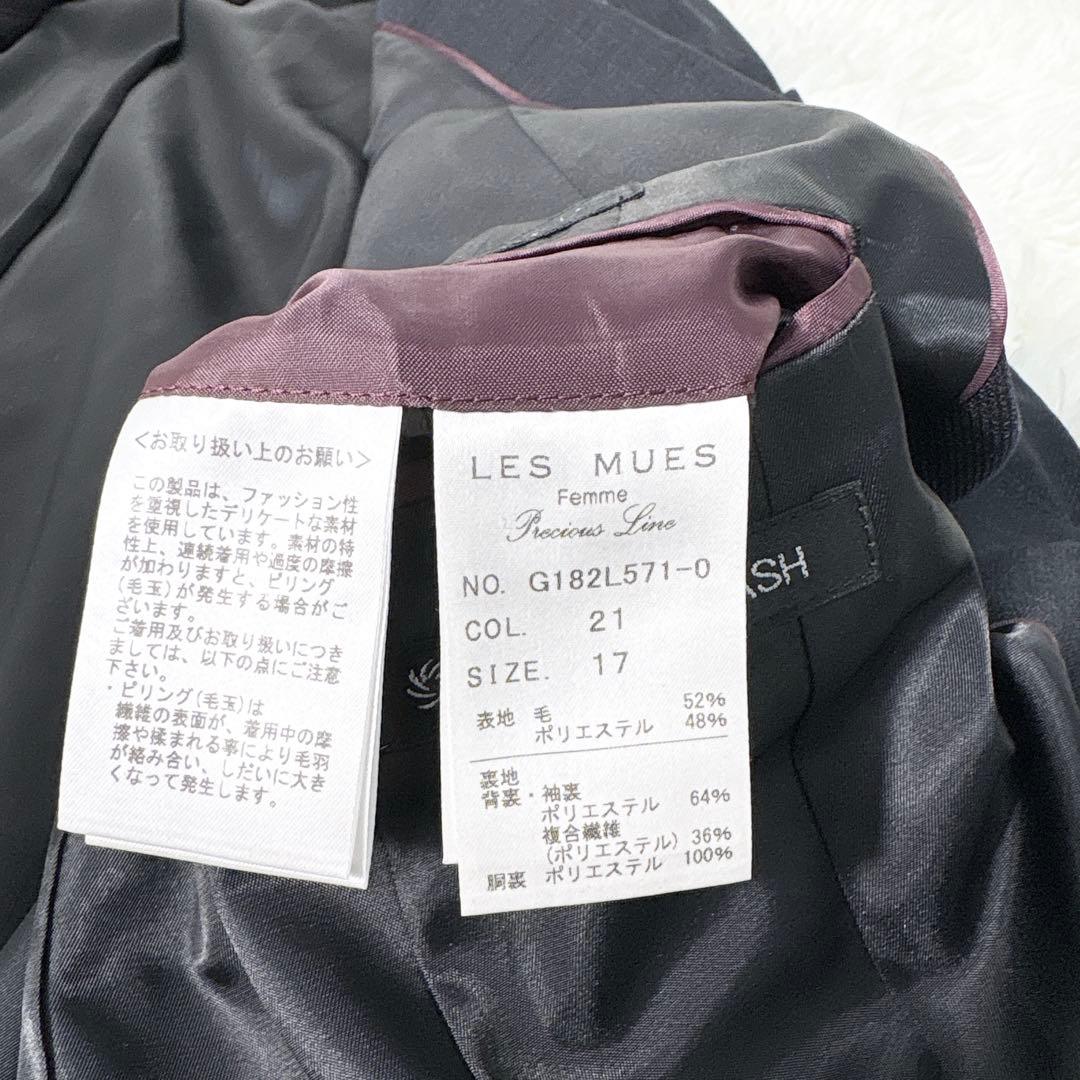 <お取り扱い上のお願い>
この製品は、ファッション性
を重視したデリケートな素材
を使用しています。素材の特
性上、連続着用や過度の摩擦
が加わりますと、ピリング
(毛玉)が発生する場合がご
ざいます。
ご着用及びお取り扱いにつき
ましては、以下の点にご注意
下さい。
・ピリング(毛玉)は
繊維の表面が、着用中の摩
擦や揉まれる事により毛羽
が絡み合い、しだいに大き
くなって発生します。
LES MUES
Femme
Precious Line
NO. G182L571-0
COL. 21
SIZE. 17
表地 毛 52%
ポリエステル 48%
裏地
背裏・袖裏
ポリエステル 64%
複合繊維
(ポリエステル) 36%
胴裏 ポリエステル 100%